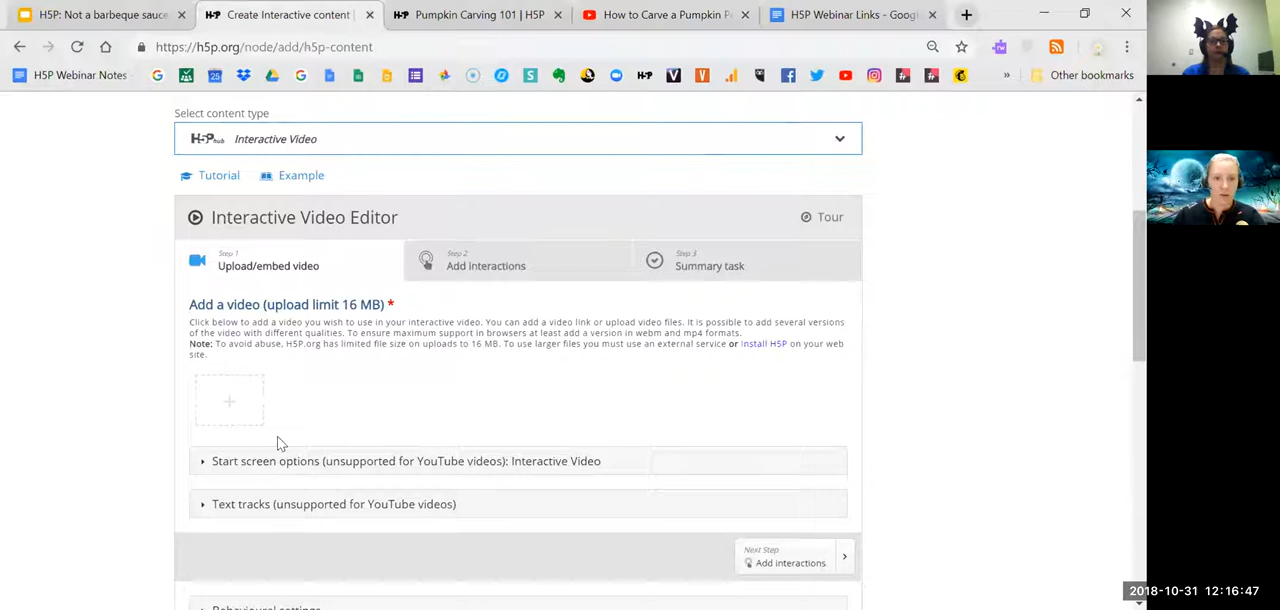 H5P: Not a barbeque sauce
Create Interactive content
Pumpkin Carving 101 | H5P
How to Carve a Pumpkin P
H5P Webinar Links - Goog
https://h5p.org/node/add/h5p-content
H5P Webinar Notes
Other bookmarks
Select content type
H5P hub Interactive Video
Tutorial Example
Interactive Video Editor
Tour
Step 1
Upload/embed video
Step 2
Add interactions
Step 3
Summary task
Add a video (upload limit 16 MB) *
Click below to add a video you wish to use in your interactive video. You can add a video link or upload video files. It is possible to add several versions
of the video with different qualities. To ensure maximum support in browsers at least add a version in webm and mp4 formats.
Note: To avoid abuse, H5P.org has limited file size on uploads to 16 MB. To use larger files you must use an external service or install H5P on your web
site.
Start screen options (unsupported for YouTube videos): Interactive Video
Text tracks (unsupported for YouTube videos)
Next Step
Add interactions
Behavioural settings
2018-10-31 12:16:47